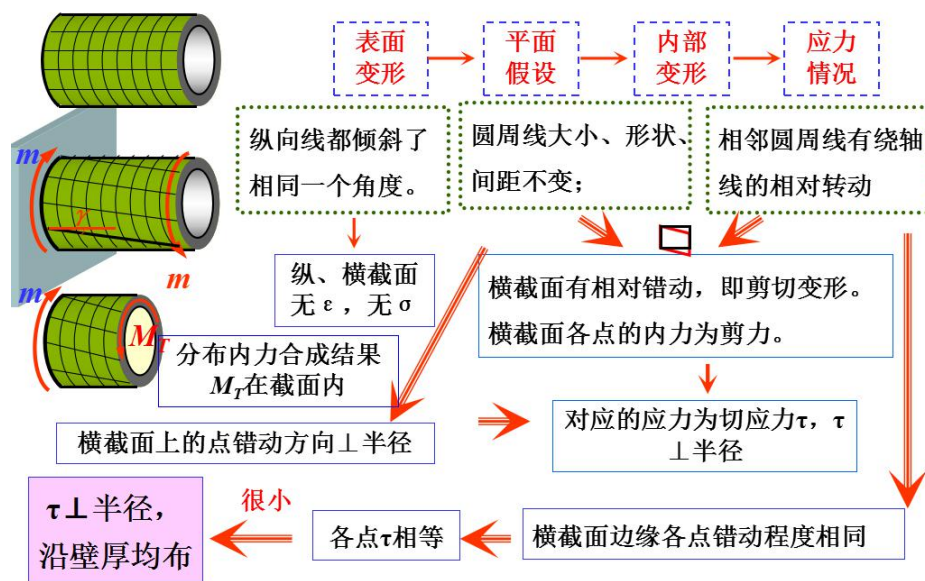 表面
变形
平面
假设
内部
变形
应力
情况
纵向线都倾斜了
相同一个角度。
圆周线大小、形状、
间距不变；
相邻圆周线有绕轴
线的相对转动
m
γ
m
纵、横截面
无ε，无σ
横截面有相对错动，即剪切变形。
横截面各点的内力为剪力。
m
M_T
分布内力合成结果
M_T在截面内
横截面上的点错动方向⊥半径
对应的应力为切应力τ，τ
⊥半径
τ⊥半径，
沿壁厚均布
很小
各点τ相等
横截面边缘各点错动程度相同